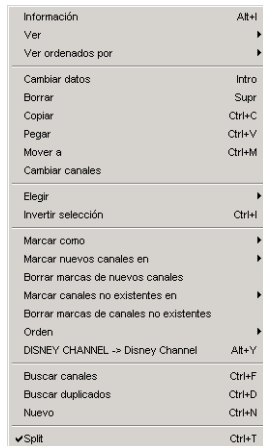 Información Alt+I
Ver
Ver ordenados por
Cambiar datos Intro
Borrar Supr
Copiar Ctrl+C
Pegar Ctrl+V
Mover a Ctrl+M
Cambiar canales
Elegir
Invertir selección Ctrl+I
Marcar como
Marcar nuevos canales en
Borrar marcas de nuevos canales
Marcar canales no existentes en
Borrar marcas de canales no existentes
Orden
DISNEY CHANNEL -> Disney Channel Alt+Y
Buscar canales Ctrl+F
Buscar duplicados Ctrl+D
Nuevo Ctrl+N
Split Ctrl+T